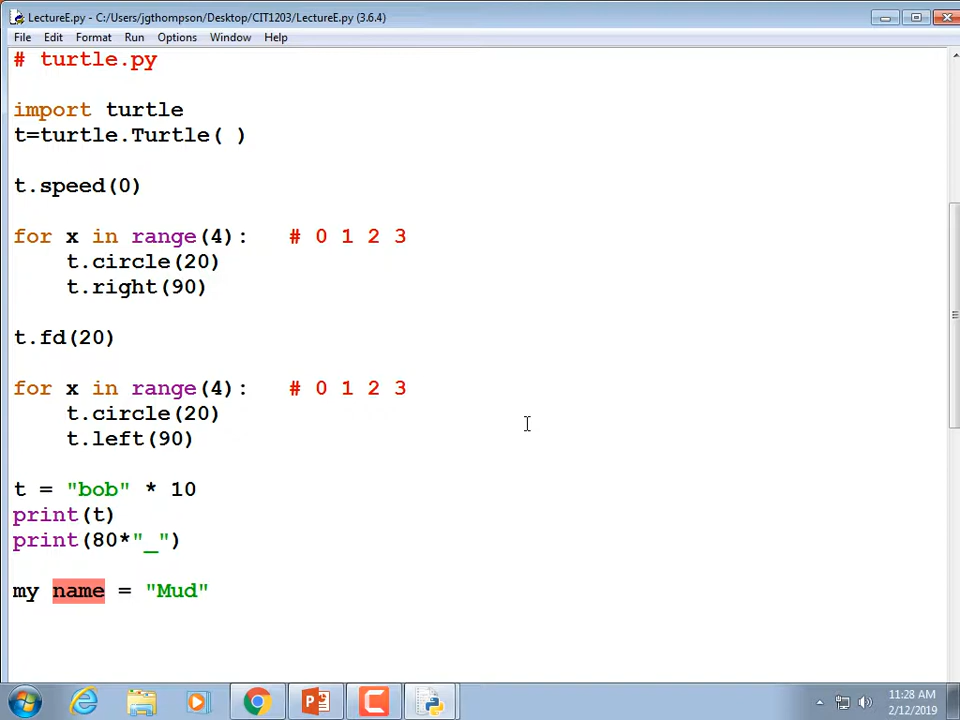 LectureE.py - C:/Users/jgthompson/Desktop/CIT1203/LectureE.py (3.6.4)
File Edit Format Run Options Window Help
# turtle.py
import turtle
t=turtle.Turtle( )
t.speed(0)
for x in range(4):   # 0 1 2 3
    t.circle(20)
    t.right(90)
t.fd(20)
for x in range(4):   # 0 1 2 3
    t.circle(20)
    t.left(90)
t = "bob" * 10
print(t)
print(80*"_")
my name = "Mud"
11:28 AM
2/12/2019